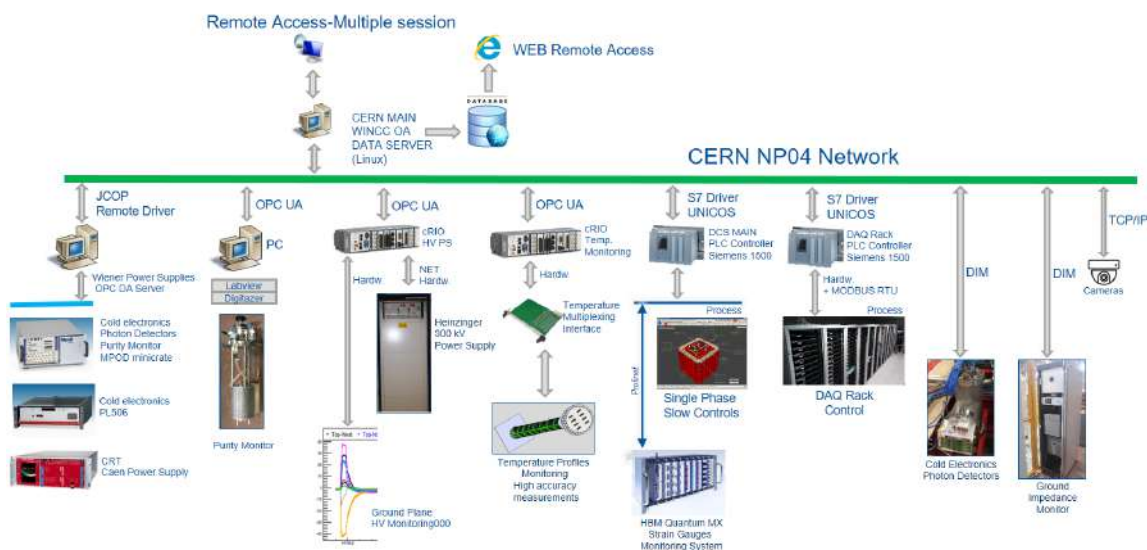 Remote Access-Multiple session
WEB Remote Access
DATABASE
CERN MAIN
WINCC OA
DATA SERVER
(Linux)
CERN NP04 Network
JCOP
Remote Driver
OPC UA
OPC UA
OPC UA
S7 Driver
UNICOS
S7 Driver
UNICOS
TCP/IP
PC
cRIO
HV PS
cRIO
Temp.
Monitoring
DCS MAIN
PLC Controller
Siemens 1500
DAQ Rack
PLC Controller
Siemens 1500
DIM
DIM
Cameras
Wiener Power Supplies
OPC DA Server
Labview
Digitazer
Hardw
NET
Hardw.
Hardw
Hardw
+ MODBUS RTU
Process
Process
Cold electronics
Photon Detectors
Purity Monitor
MPOD minicrate
Heinzinger
300 kV
Power Supply
Temperature
Multiplexing
Interface
Profinet
Single Phase
Slow Controls
DAQ Rack
Control
Cold electronics
PL506
Purity Monitor
CRT
Caen Power Supply
Temperature Profiles
Monitoring
High accuracy
measurements
Cold Electronics
Photon Detectors
Ground
Impedance
Monitor
Ground Plane
HV Monitoring000
HBM Quantum MX
Strain Gauges
Monitoring System